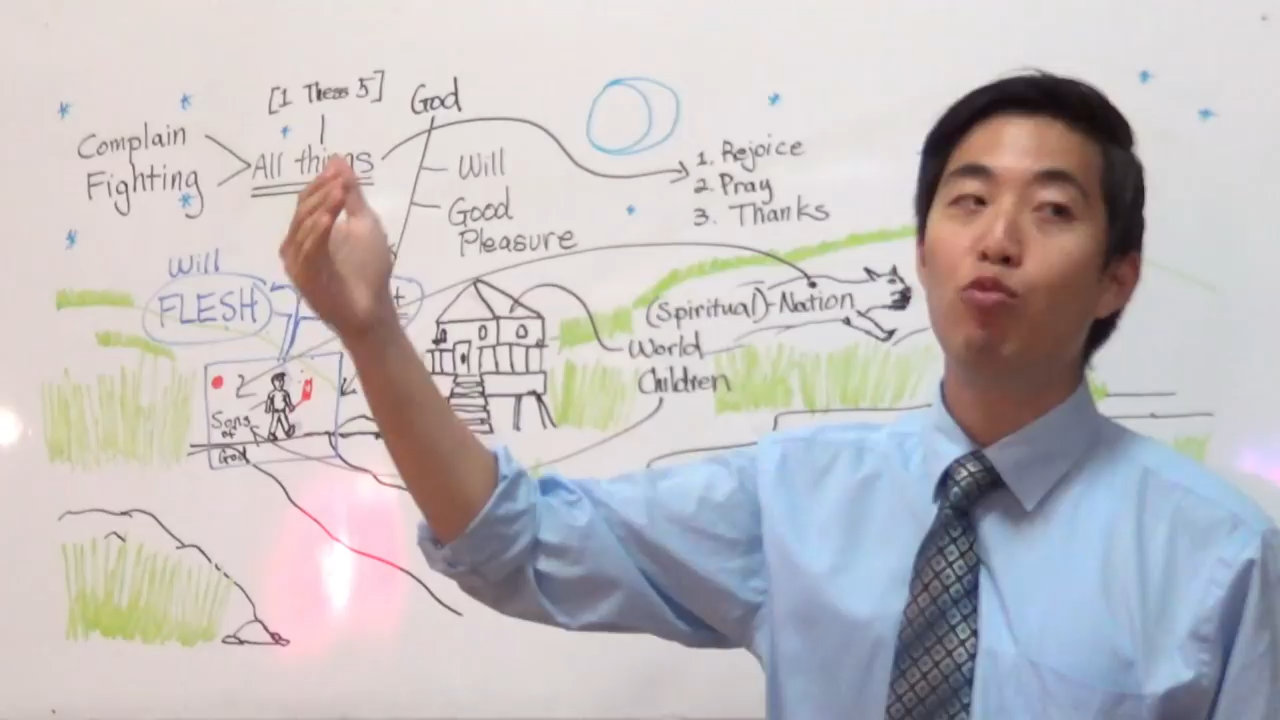 [1 Thess 5]
God
Complain
Fighting
All things
Will
Good
Pleasure
1. Rejoice
2. Pray
3. Thanks
Will
FLESH
(Spiritual)-Nation
World
Children
2
Sons
of
God